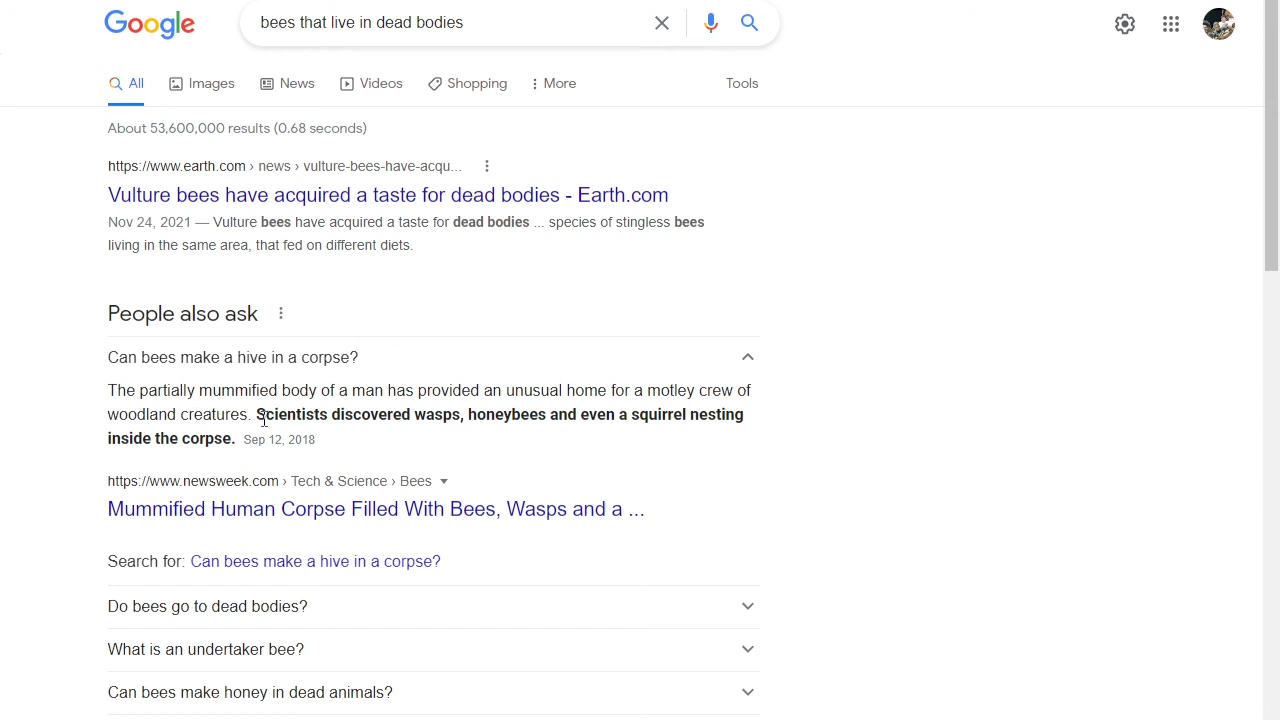 Google
bees that live in dead bodies
All Images News Videos Shopping More Tools
About 53,600,000 results (0.68 seconds)
https://www.earth.com › news › vulture-bees-have-acqu...
Vulture bees have acquired a taste for dead bodies - Earth.com
Nov 24, 2021 — Vulture bees have acquired a taste for dead bodies ... species of stingless bees
living in the same area, that fed on different diets.
People also ask
Can bees make a hive in a corpse?
The partially mummified body of a man has provided an unusual home for a motley crew of
woodland creatures. Scientists discovered wasps, honeybees and even a squirrel nesting
inside the corpse. Sep 12, 2018
https://www.newsweek.com › Tech & Science › Bees
Mummified Human Corpse Filled With Bees, Wasps and a ...
Search for: Can bees make a hive in a corpse?
Do bees go to dead bodies?
What is an undertaker bee?
Can bees make honey in dead animals?